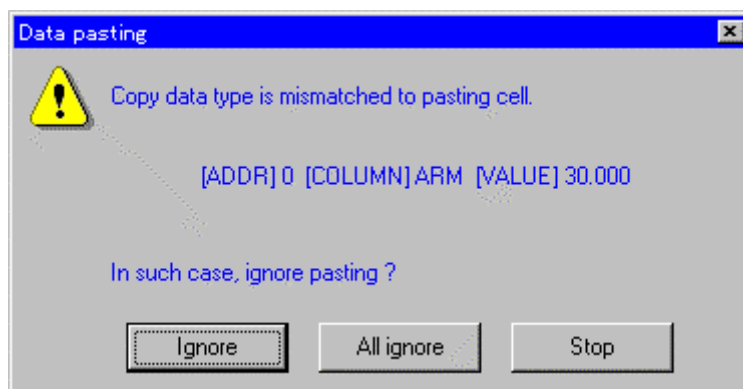 Data pasting
Copy data type is mismatched to pasting cell.
[ADDR] 0 [COLUMN] ARM [VALUE] 30.000
In such case, ignore pasting ?
Ignore All ignore Stop